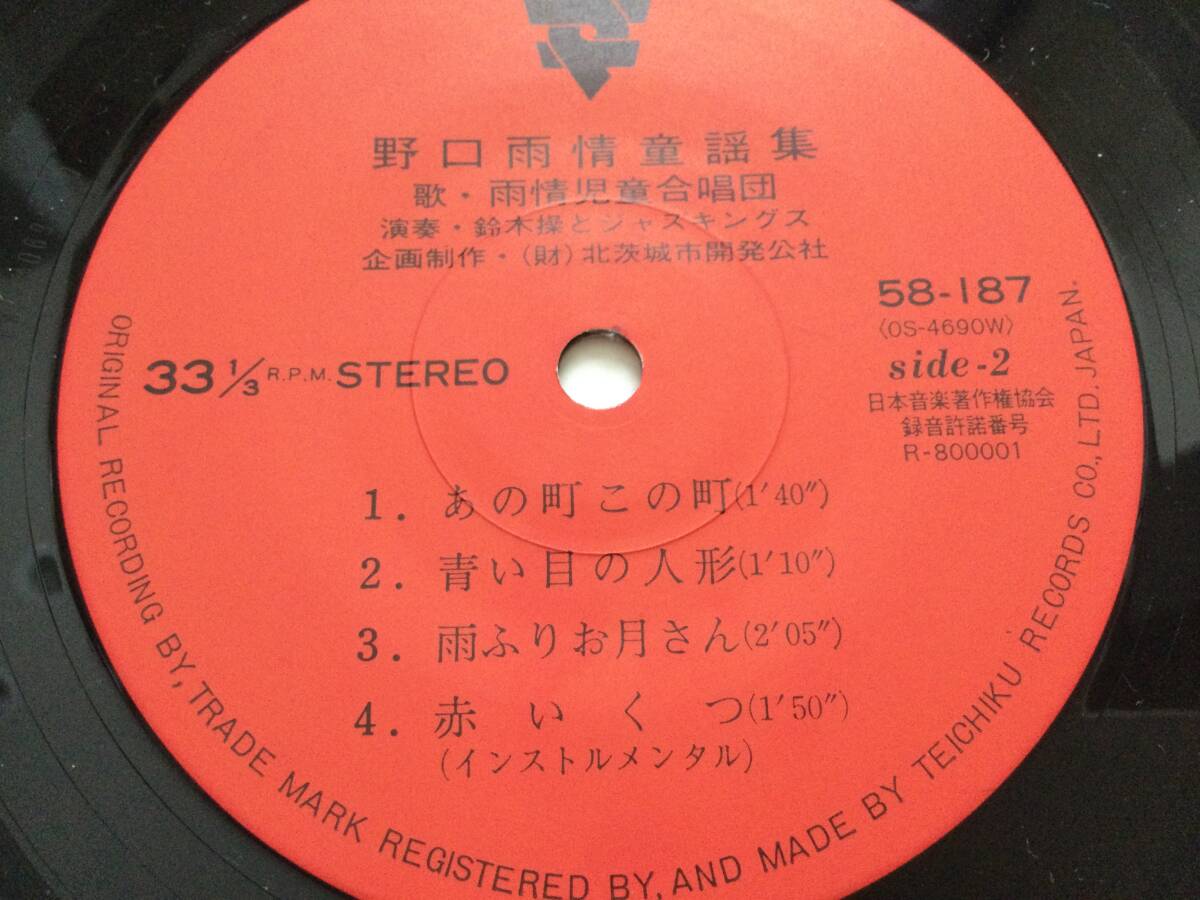 野口雨情童謡集
歌・雨情児童合唱団
演奏・鈴木操とジャスキングス
企画制作・(財)北茨城市開発公社
58-187
〈OS-4690W〉
side-2
日本音楽著作権協会
録音許諾番号
R-800001
33 1/3 R.P.M. STEREO
1. あの町この町(1′40″)
2. 青い目の人形(1′10″)
3. 雨ふりお月さん(2′05″)
4. 赤いくつ(1′50″)
(インストルメンタル)
ORIGINAL RECORDING BY, TRADE MARK REGISTERED BY, AND MADE BY TEICHIKU RECORDS CO., LTD. JAPAN.